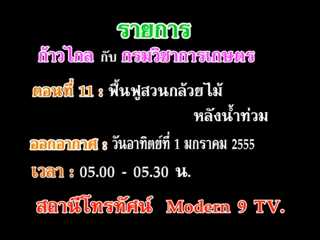 รายการ
ก้าวไกล กับ กรมวิชาการเกษตร
ตอนที่ 11 : ฟื้นฟูสวนกล้วยไม้
หลังน้ำท่วม
ออกอากาศ : วันอาทิตย์ที่ 1 มกราคม 2555
เวลา : 05.00 - 05.30 น.
สถานีโทรทัศน์ Modern 9 TV.